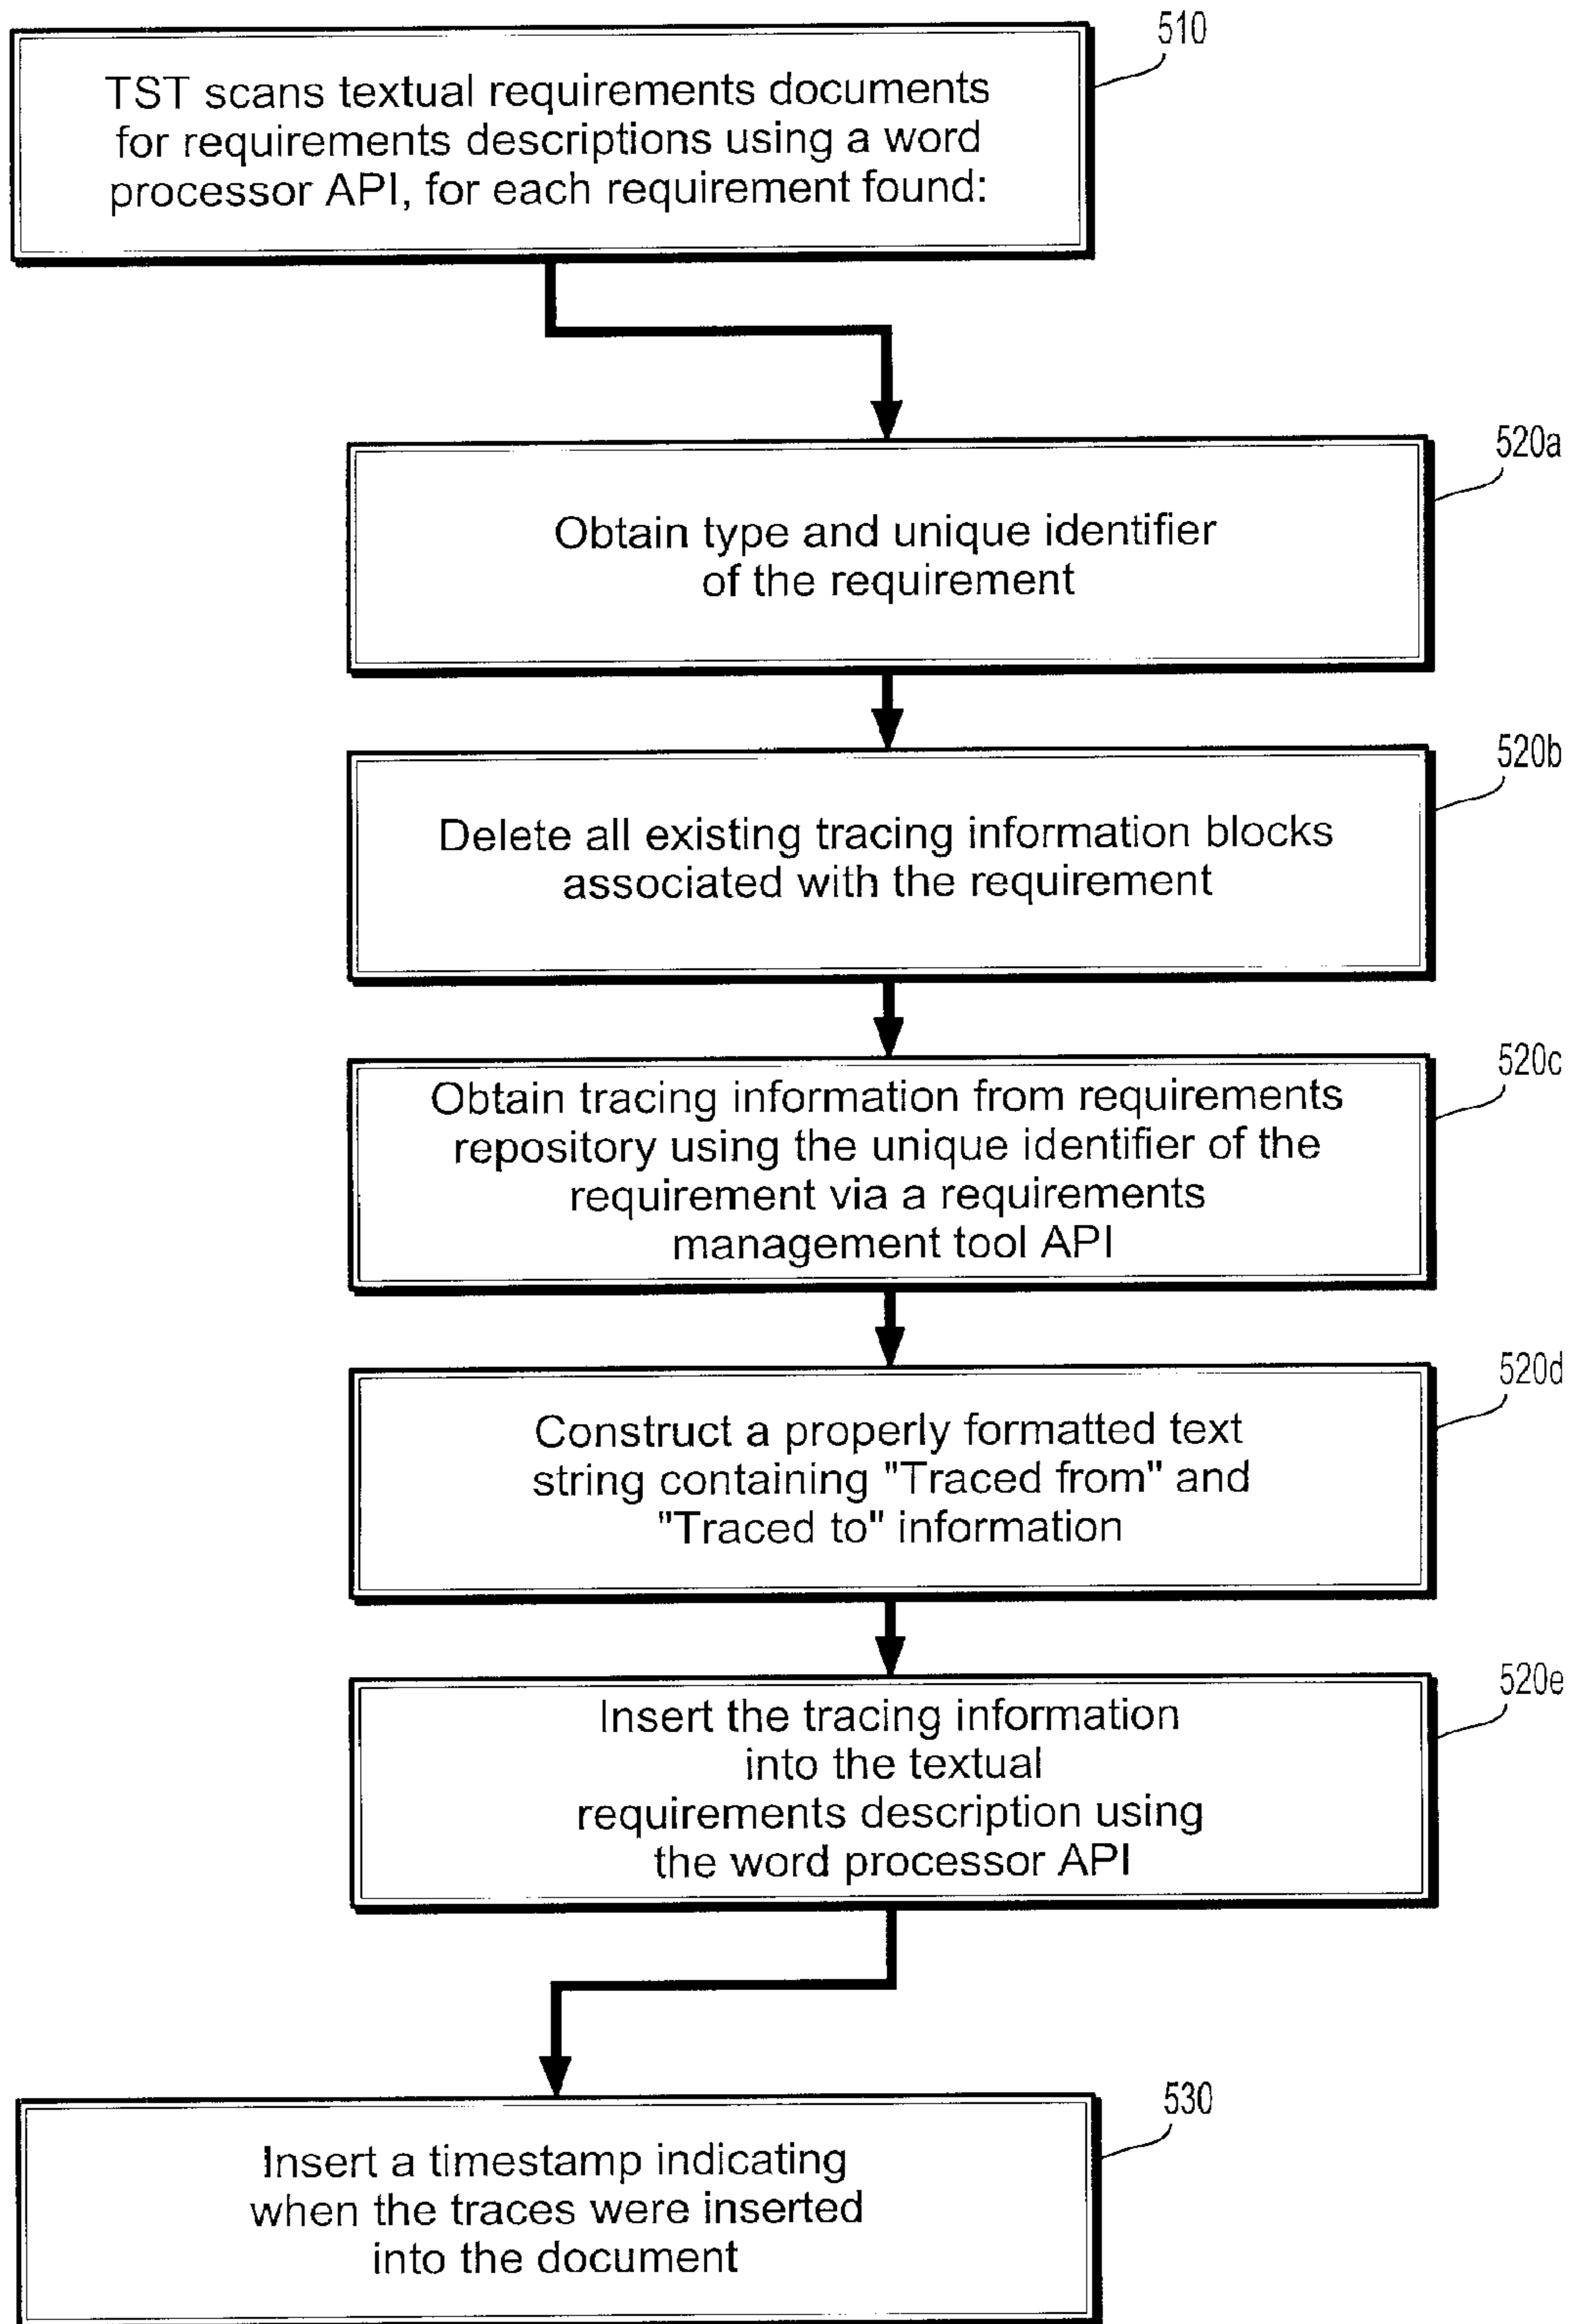 510
TST scans textual requirements documents
for requirements descriptions using a word
processor API, for each requirement found:
520a
Obtain type and unique identifier
of the requirement
520b
Delete all existing tracing information blocks
associated with the requirement
520c
Obtain tracing information from requirements
repository using the unique identifier of the
requirement via a requirements
management tool API
520d
Construct a properly formatted text
string containing "Traced from" and
"Traced to" information
520e
Insert the tracing information
into the textual
requirements description using
the word processor API
530
Insert a timestamp indicating
when the traces were inserted
into the document